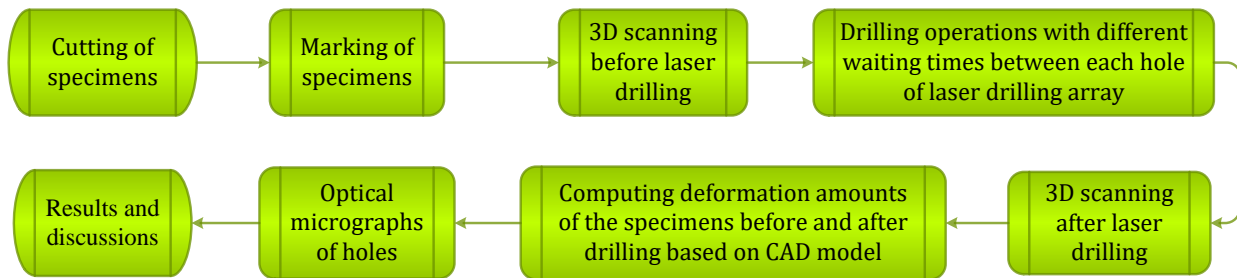 Cutting of
specimens
Marking of
specimens
3D scanning
before laser
drilling
Drilling operations with different
waiting times between each hole
of laser drilling array
3D scanning
after laser
drilling
Computing deformation amounts
of the specimens before and after
drilling based on CAD model
Optical
micrographs
of holes
Results and
discussions